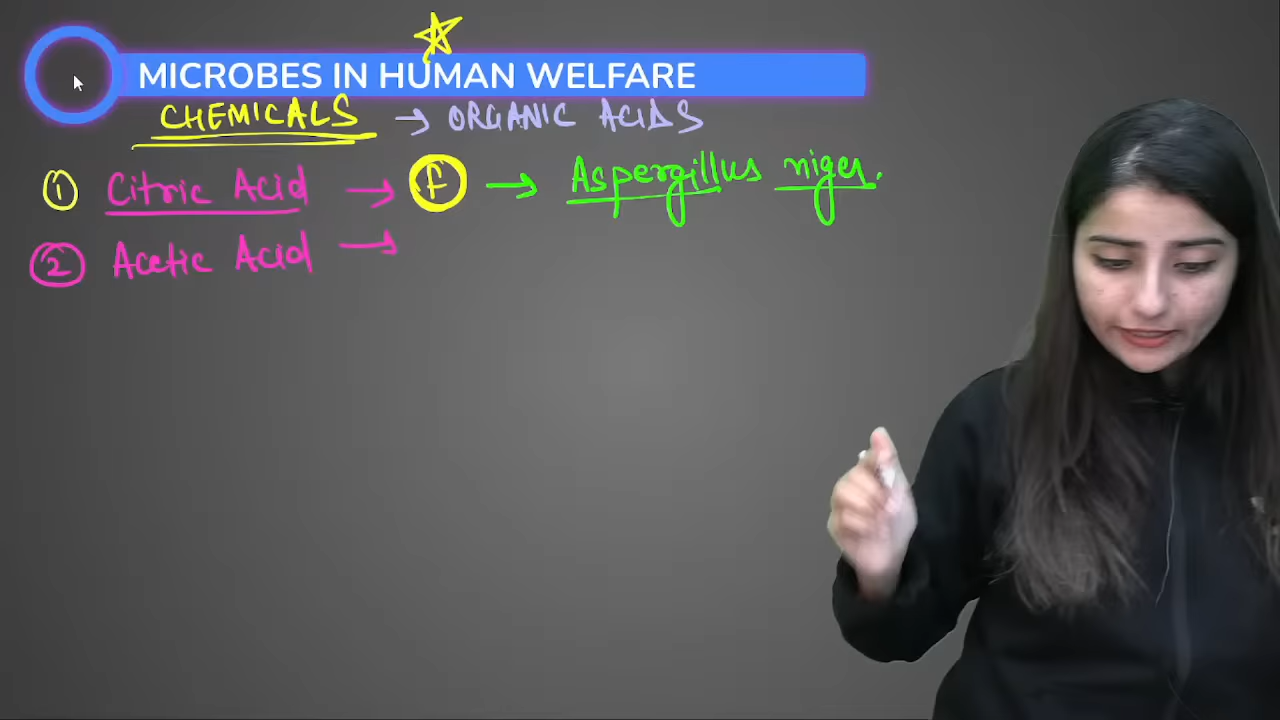 MICROBES IN HUMAN WELFARE
CHEMICALS → ORGANIC ACIDS
① Citric Acid → F → Aspergillus niger.
② Acetic Acid →